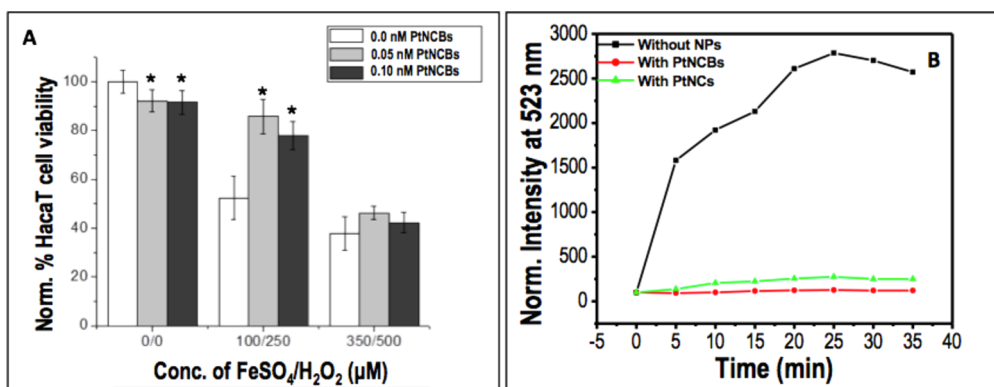 A
0.0 nM PtNCBs
0.05 nM PtNCBs
0.10 nM PtNCBs
Norm. % HacaT cell viability
100
80
60
40
20
0
* * * *
0/0 100/250 350/500
Conc. of FeSO₄/H₂O₂ (µM)
B
Without NPs
With PtNCBs
With PtNCs
Norm. Intensity at 523 nm
3000
2500
2000
1500
1000
500
0
-5 0 5 10 15 20 25 30 35 40
Time (min)